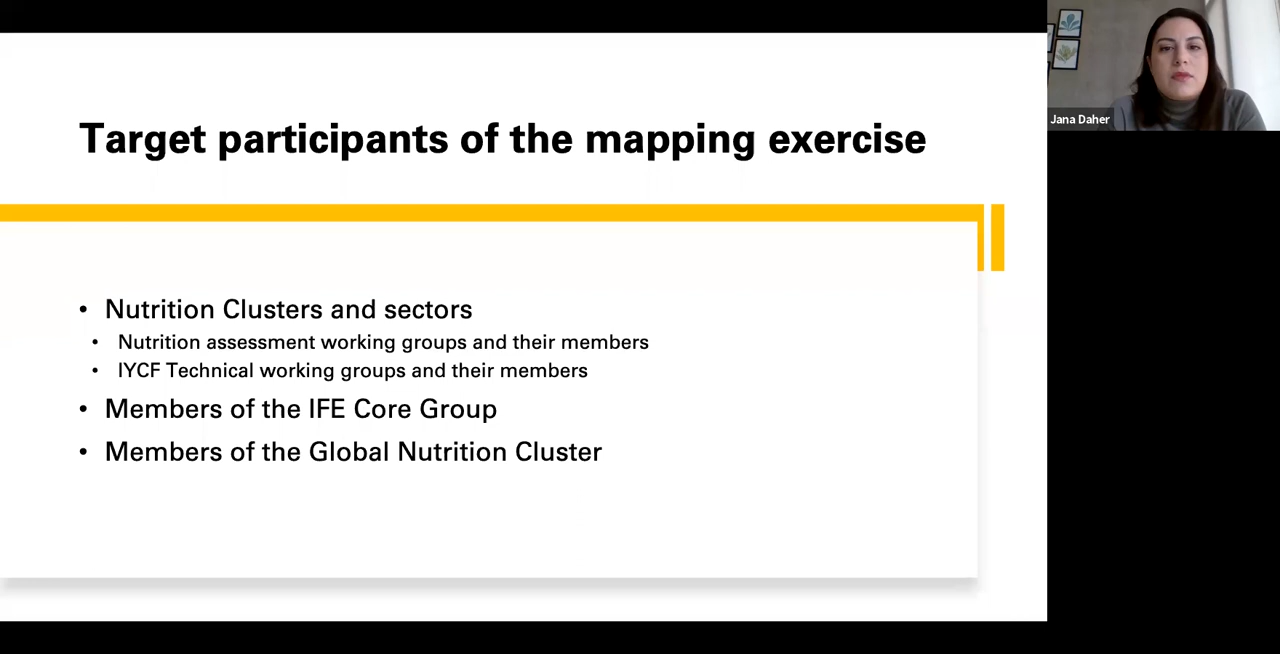 Target participants of the mapping exercise
• Nutrition Clusters and sectors
• Nutrition assessment working groups and their members
• IYCF Technical working groups and their members
• Members of the IFE Core Group
• Members of the Global Nutrition Cluster
Jana Daher